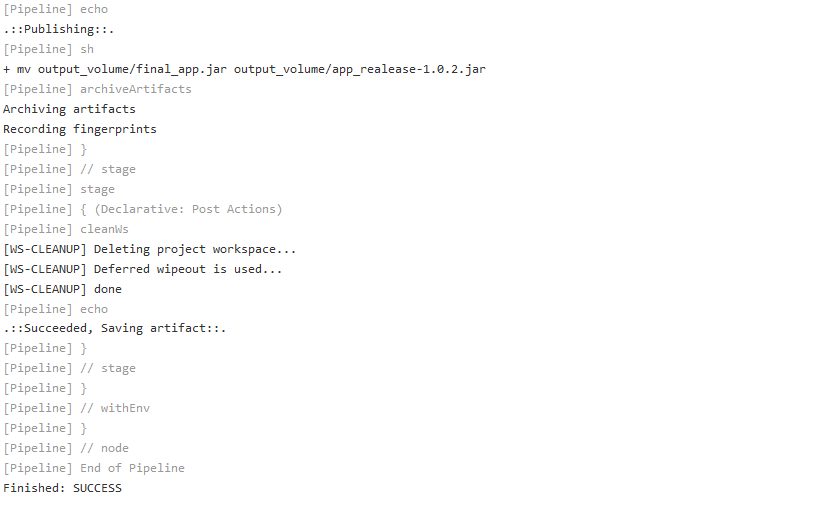 [Pipeline] echo
.::Publishing::.
[Pipeline] sh
+ mv output_volume/final_app.jar output_volume/app_realease-1.0.2.jar
[Pipeline] archiveArtifacts
Archiving artifacts
Recording fingerprints
[Pipeline] }
[Pipeline] // stage
[Pipeline] stage
[Pipeline] { (Declarative: Post Actions)
[Pipeline] cleanWs
[WS-CLEANUP] Deleting project workspace...
[WS-CLEANUP] Deferred wipeout is used...
[WS-CLEANUP] done
[Pipeline] echo
.::Succeeded, Saving artifact::.
[Pipeline] }
[Pipeline] // stage
[Pipeline] }
[Pipeline] // withEnv
[Pipeline] }
[Pipeline] // node
[Pipeline] End of Pipeline
Finished: SUCCESS